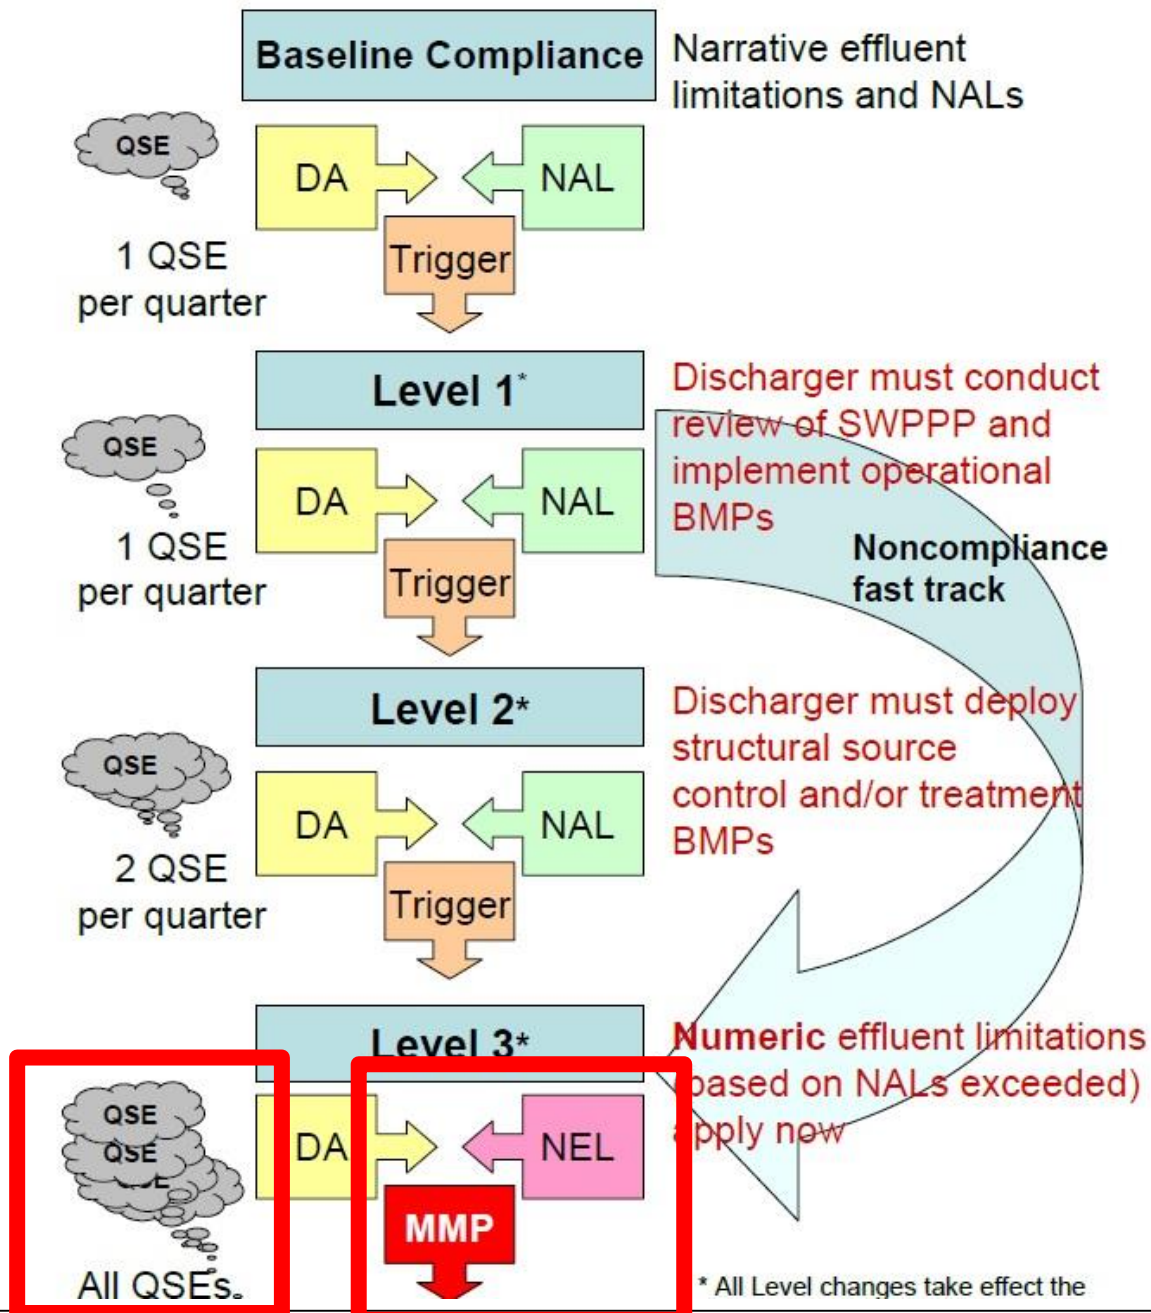 Baseline Compliance
Narrative effluent
limitations and NALs
QSE
DA
NAL
1 QSE
per quarter
Trigger
Level 1*
Discharger must conduct
review of SWPPP and
implement operational
BMPs
QSE
DA
NAL
1 QSE
per quarter
Trigger
Noncompliance
fast track
Level 2*
Discharger must deploy
structural source
control and/or treatment
BMPs
QSE
DA
NAL
2 QSE
per quarter
Trigger
Level 3*
Numeric effluent limitations
(based on NALs exceeded)
apply now
QSE
QSE
QSE
DA
NEL
MMP
All QSEs.
* All Level changes take effect the